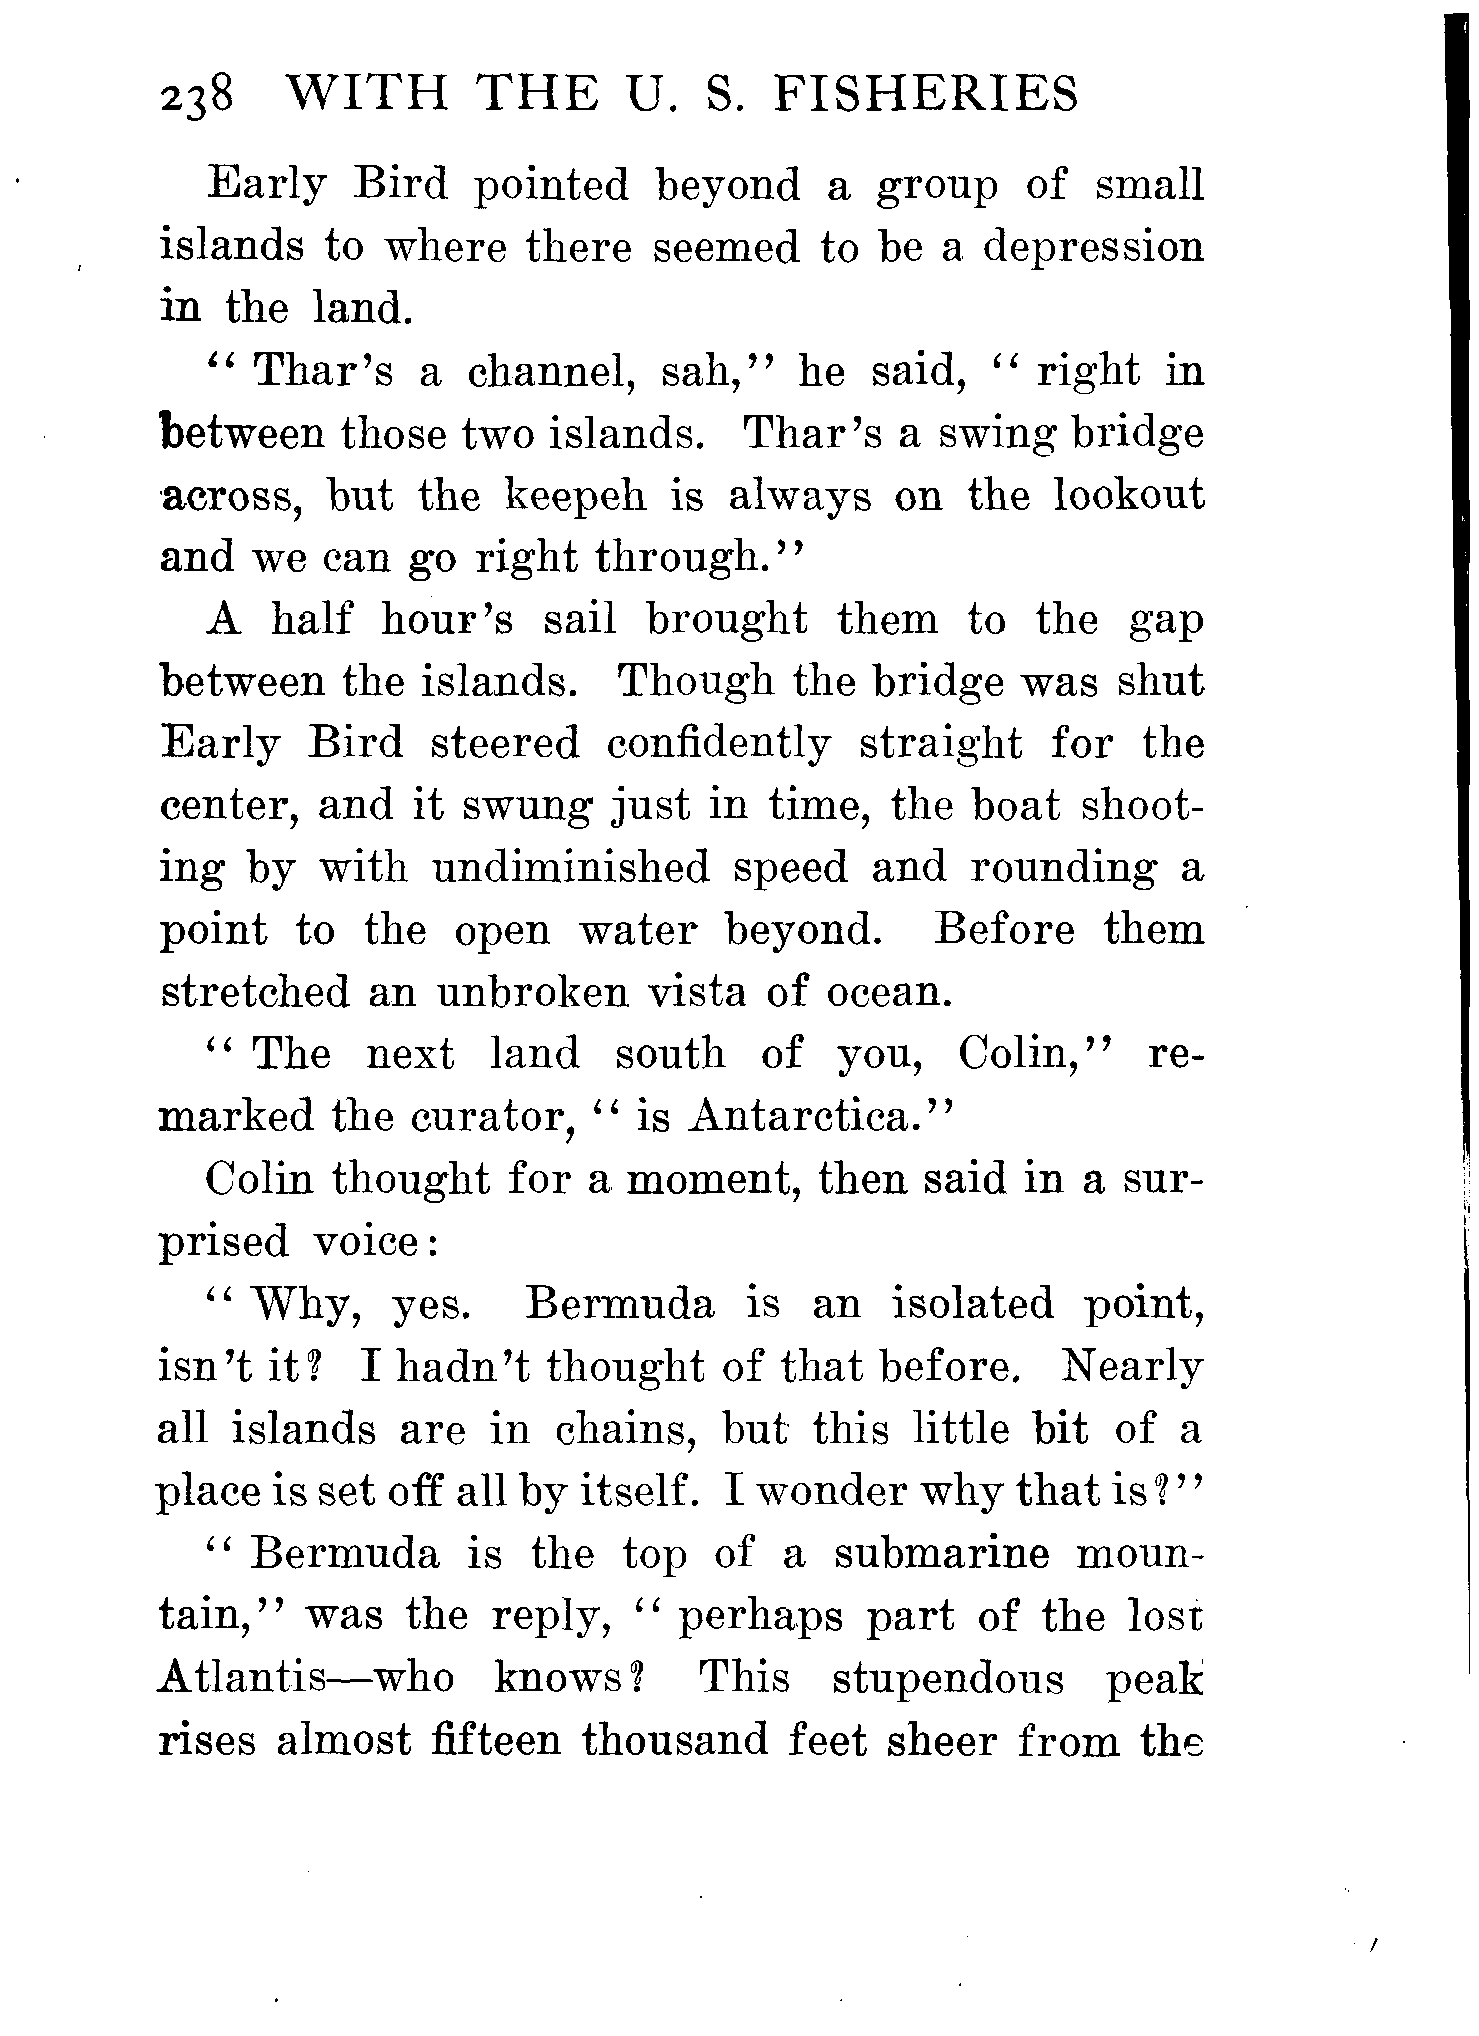 238 WITH THE U. S. FISHERIES
Early Bird pointed beyond a group of small
islands to where there seemed to be a depression
in the land.
“ Thar’s a channel, sah,” he said, “ right in
between those two islands. Thar’s a swing bridge
across, but the keepeh is always on the lookout
and we can go right through.”
A half hour’s sail brought them to the gap
between the islands. Though the bridge was shut
Early Bird steered confidently straight for the
center, and it swung just in time, the boat shoot-
ing by with undiminished speed and rounding a
point to the open water beyond. Before them
stretched an unbroken vista of ocean.
“ The next land south of you, Colin,” re-
marked the curator, “ is Antarctica.”
Colin thought for a moment, then said in a sur-
prised voice:
“ Why, yes. Bermuda is an isolated point,
isn’t it? I hadn’t thought of that before. Nearly
all islands are in chains, but this little bit of a
place is set off all by itself. I wonder why that is?”
“ Bermuda is the top of a submarine moun-
tain,” was the reply, “ perhaps part of the lost
Atlantis—who knows? This stupendous peak
rises almost fifteen thousand feet sheer from the